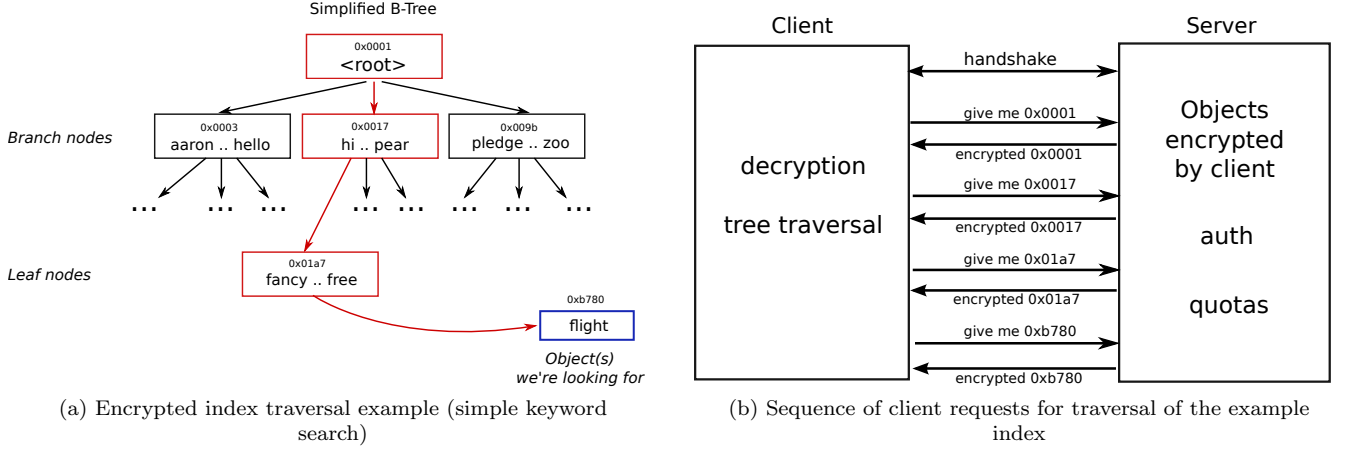 Simplified B-Tree
0x0001
<root>
Branch nodes
0x0003
aaron .. hello
0x0017
hi .. pear
0x009b
pledge .. zoo
... ... ... ... ... ... ... ...
Leaf nodes
0x01a7
fancy .. free
0xb780
flight
Object(s)
we're looking for
(a) Encrypted index traversal example (simple keyword
search)
Client
Server
decryption
tree traversal
handshake
give me 0x0001
encrypted 0x0001
give me 0x0017
encrypted 0x0017
give me 0x01a7
encrypted 0x01a7
give me 0xb780
encrypted 0xb780
Objects
encrypted
by client
auth
quotas
(b) Sequence of client requests for traversal of the example
index